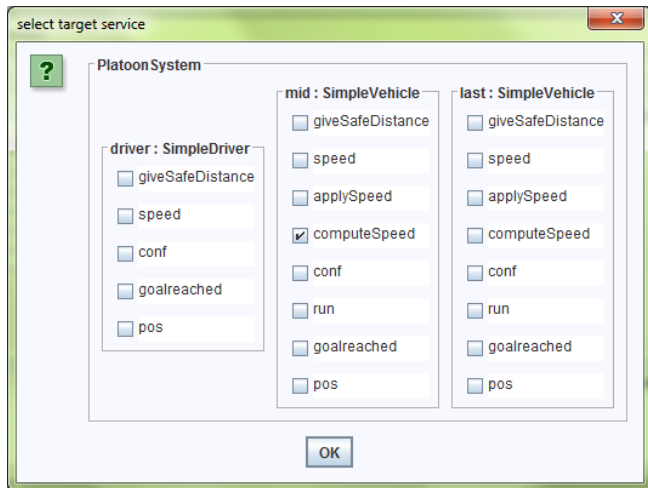 select target service
PlatoonSystem
driver : SimpleDriver
giveSafeDistance
speed
conf
goalreached
pos
mid : SimpleVehicle
giveSafeDistance
speed
applySpeed
computeSpeed
conf
run
goalreached
pos
last : SimpleVehicle
giveSafeDistance
speed
applySpeed
computeSpeed
conf
run
goalreached
pos
OK